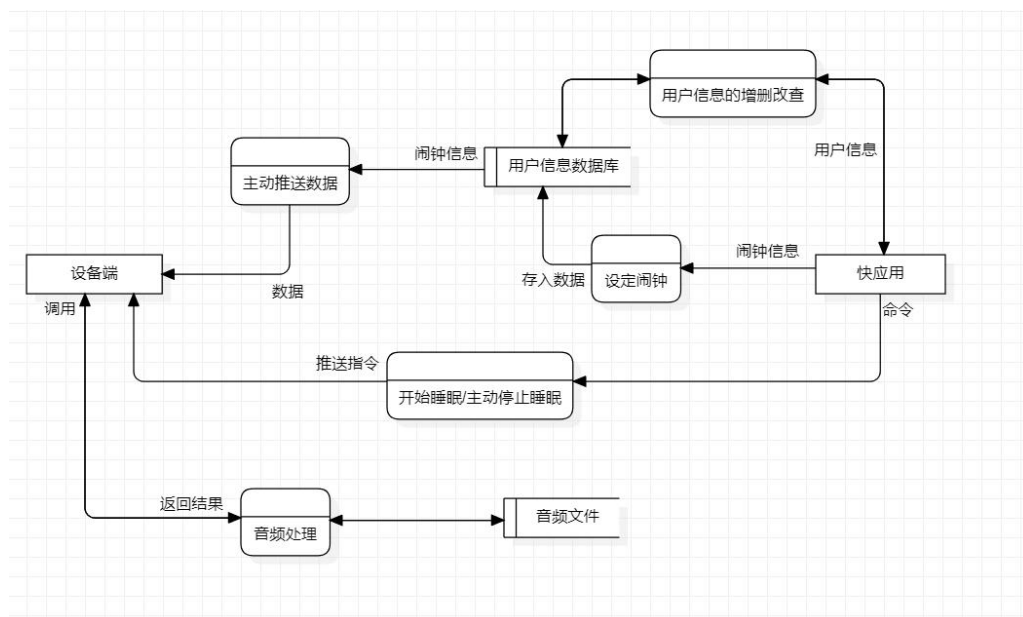 用户信息的增删改查
用户信息
闹钟信息
用户信息数据库
主动推送数据
闹钟信息
设备端
快应用
数据
存入数据
设定闹钟
调用
命令
推送指令
开始睡眠/主动停止睡眠
返回结果
音频处理
音频文件